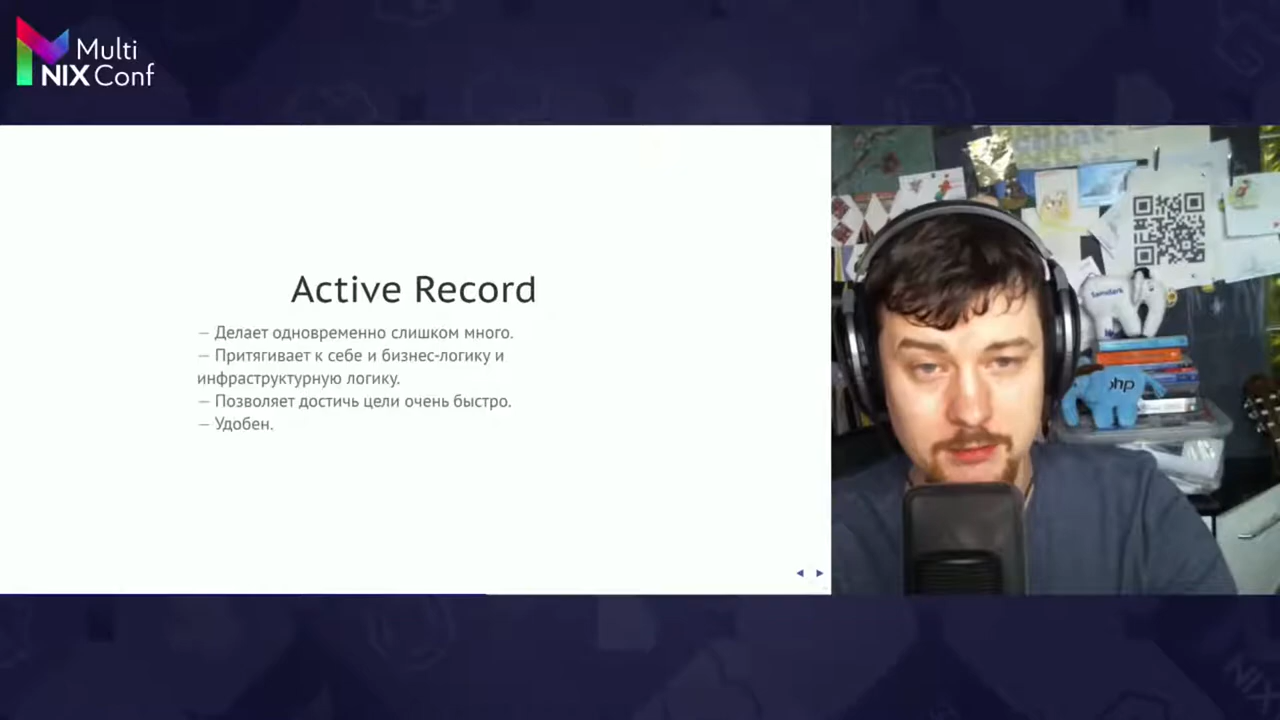 Multi
NIX Conf
Active Record
— Делает одновременно слишком много.
— Притягивает к себе и бизнес-логику и
инфраструктурную логику.
— Позволяет достичь цели очень быстро.
— Удобен.
php